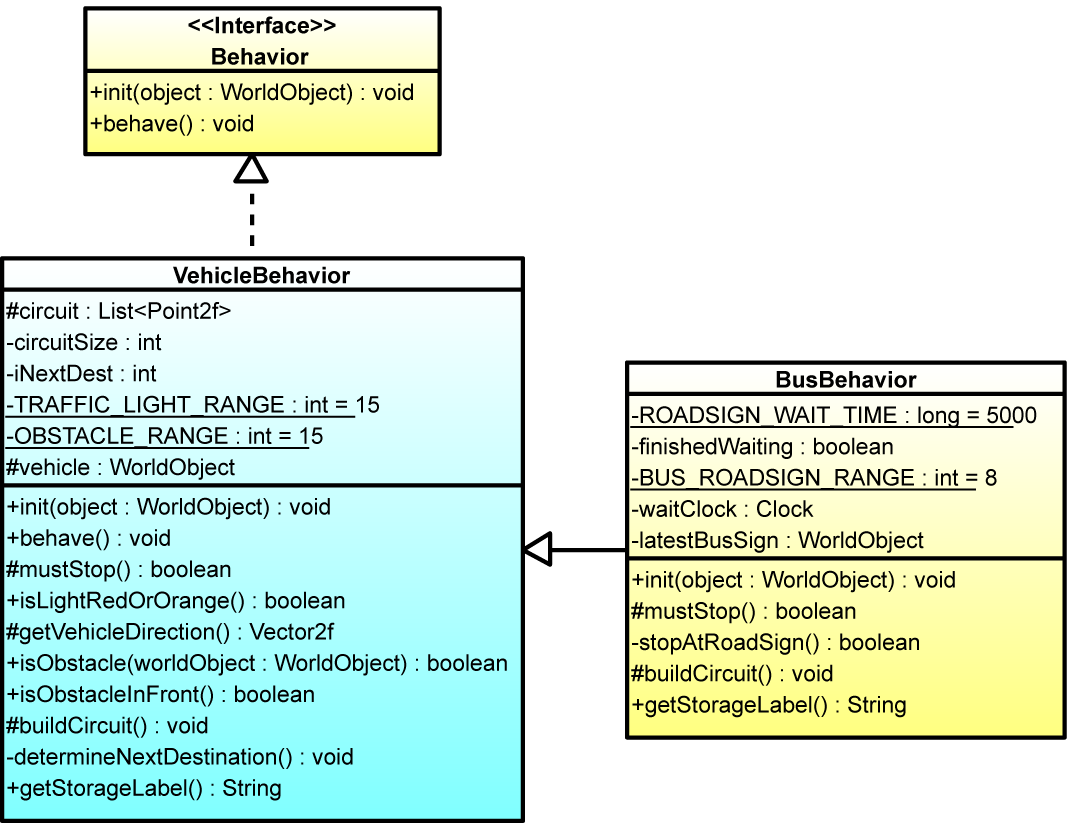 <<Interface>>
Behavior
+init(object : WorldObject) : void
+behave() : void
VehicleBehavior
#circuit : List<Point2f>
-circuitSize : int
-iNextDest : int
-TRAFFIC_LIGHT_RANGE : int = 15
-OBSTACLE_RANGE : int = 15
#vehicle : WorldObject
+init(object : WorldObject) : void
+behave() : void
#mustStop() : boolean
+isLightRedOrOrange() : boolean
#getVehicleDirection() : Vector2f
+isObstacle(worldObject : WorldObject) : boolean
+isObstacleInFront() : boolean
#buildCircuit() : void
-determineNextDestination() : void
+getStorageLabel() : String
BusBehavior
-ROADSIGN_WAIT_TIME : long = 5000
-finishedWaiting : boolean
-BUS_ROADSIGN_RANGE : int = 8
-waitClock : Clock
-latestBusSign : WorldObject
+init(object : WorldObject) : void
#mustStop() : boolean
-stopAtRoadSign() : boolean
#buildCircuit() : void
+getStorageLabel() : String